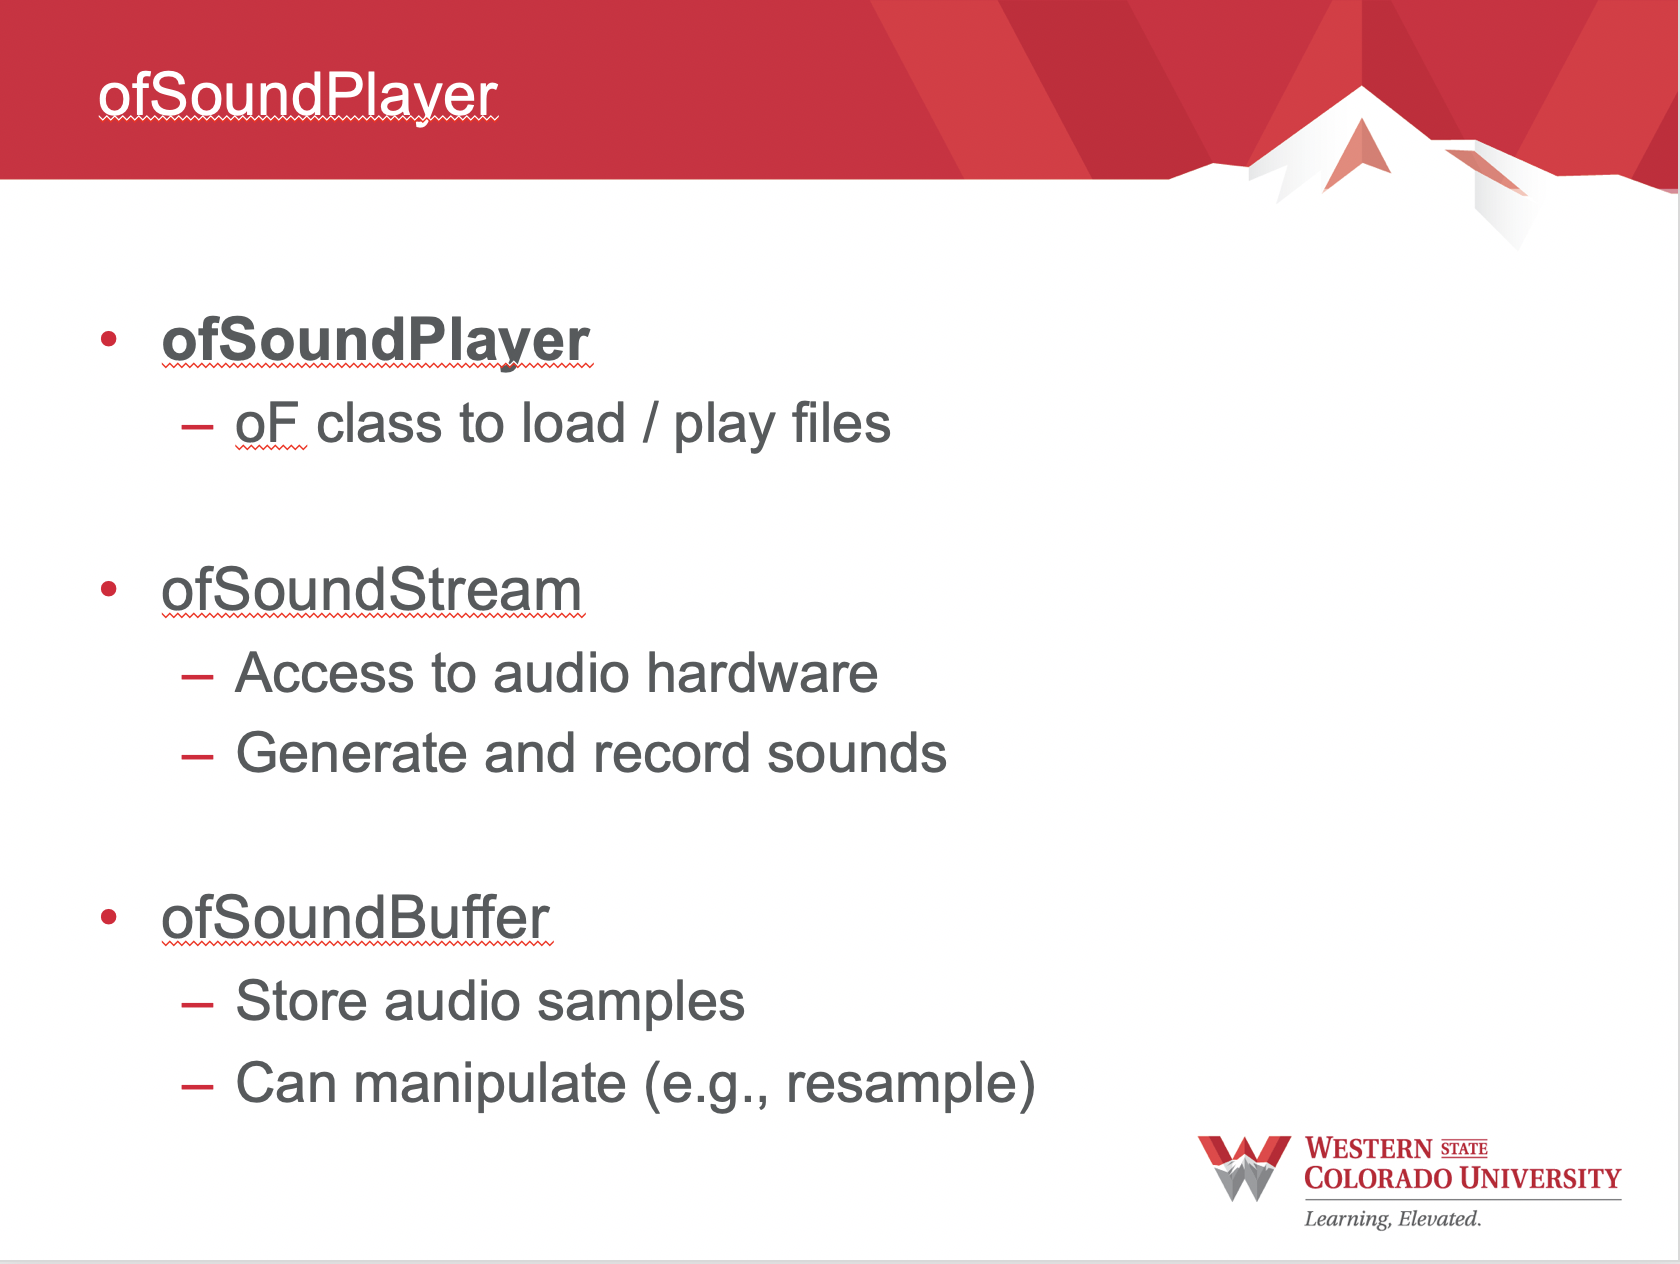 ofSoundPlayer
• ofSoundPlayer
– oF class to load / play files
• ofSoundStream
– Access to audio hardware
– Generate and record sounds
• ofSoundBuffer
– Store audio samples
– Can manipulate (e.g., resample)
WESTERN STATE
COLORADO UNIVERSITY
Learning, Elevated.